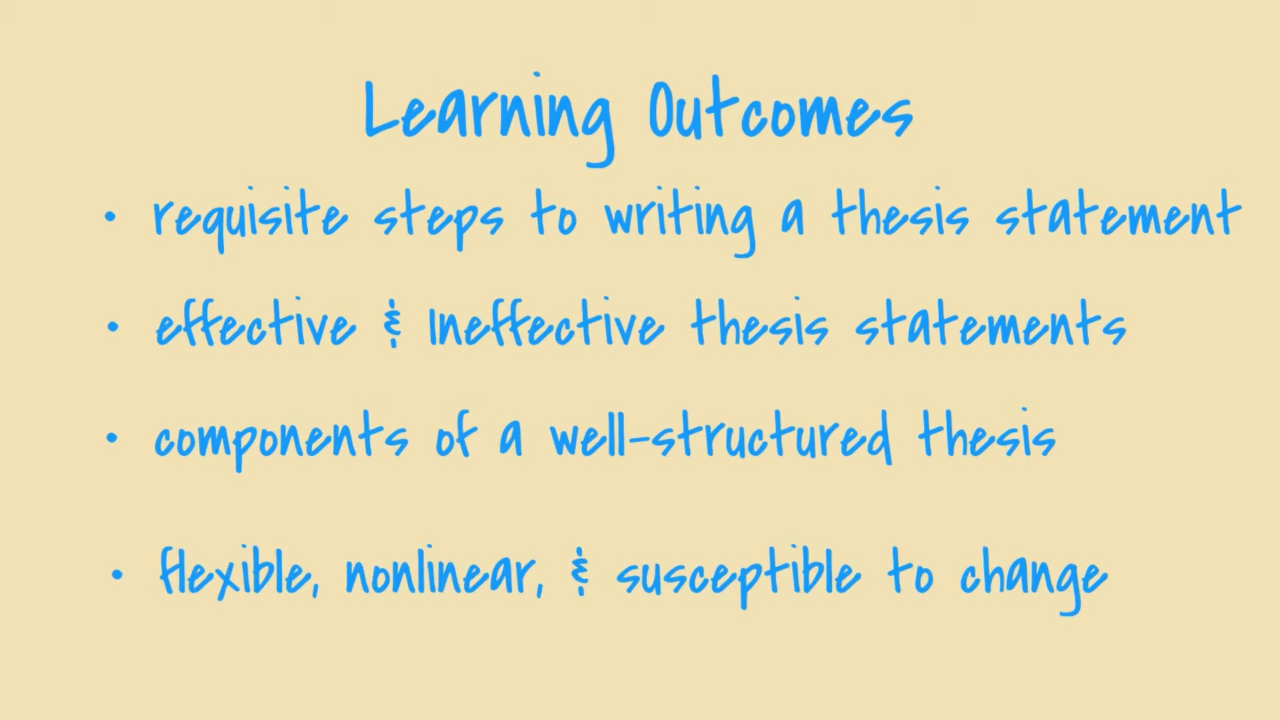 Learning Outcomes
• requisite steps to writing a thesis statement
• effective & Ineffective thesis statements
• components of a well-structured thesis
• flexible, nonlinear, & susceptible to change